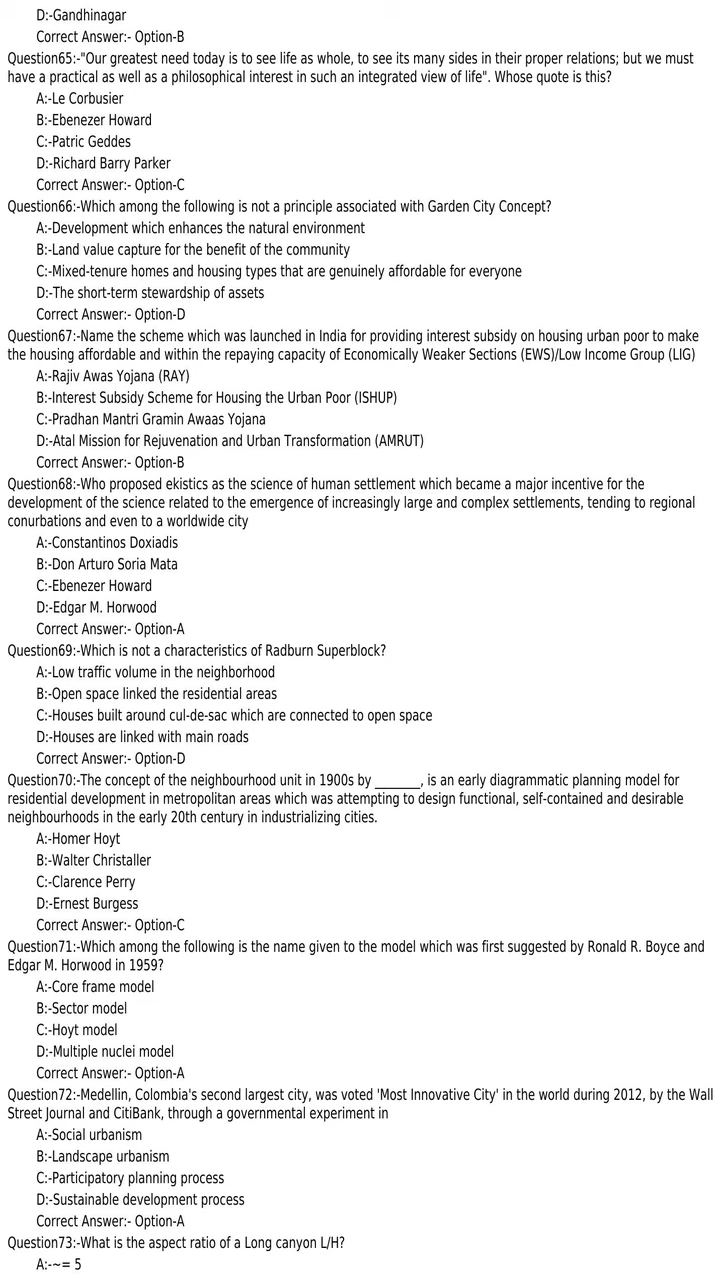 D:-Gandhinagar
Correct Answer:- Option-B
Question65:-"Our greatest need today is to see life as whole, to see its many sides in their proper relations; but we must
have a practical as well as a philosophical interest in such an integrated view of life". Whose quote is this?
A:-Le Corbusier
B:-Ebenezer Howard
C:-Patric Geddes
D:-Richard Barry Parker
Correct Answer:- Option-C
Question66:-Which among the following is not a principle associated with Garden City Concept?
A:-Development which enhances the natural environment
B:-Land value capture for the benefit of the community
C:-Mixed-tenure homes and housing types that are genuinely affordable for everyone
D:-The short-term stewardship of assets
Correct Answer:- Option-D
Question67:-Name the scheme which was launched in India for providing interest subsidy on housing urban poor to make
the housing affordable and within the repaying capacity of Economically Weaker Sections (EWS)/Low Income Group (LIG)
A:-Rajiv Awas Yojana (RAY)
B:-Interest Subsidy Scheme for Housing the Urban Poor (ISHUP)
C:-Pradhan Mantri Gramin Awaas Yojana
D:-Atal Mission for Rejuvenation and Urban Transformation (AMRUT)
Correct Answer:- Option-B
Question68:-Who proposed ekistics as the science of human settlement which became a major incentive for the
development of the science related to the emergence of increasingly large and complex settlements, tending to regional
conurbations and even to a worldwide city
A:-Constantinos Doxiadis
B:-Don Arturo Soria Mata
C:-Ebenezer Howard
D:-Edgar M. Horwood
Correct Answer:- Option-A
Question69:-Which is not a characteristics of Radburn Superblock?
A:-Low traffic volume in the neighborhood
B:-Open space linked the residential areas
C:-Houses built around cul-de-sac which are connected to open space
D:-Houses are linked with main roads
Correct Answer:- Option-D
Question70:-The concept of the neighbourhood unit in 1900s by _______, is an early diagrammatic planning model for
residential development in metropolitan areas which was attempting to design functional, self-contained and desirable
neighbourhoods in the early 20th century in industrializing cities.
A:-Homer Hoyt
B:-Walter Christaller
C:-Clarence Perry
D:-Ernest Burgess
Correct Answer:- Option-C
Question71:-Which among the following is the name given to the model which was first suggested by Ronald R. Boyce and
Edgar M. Horwood in 1959?
A:-Core frame model
B:-Sector model
C:-Hoyt model
D:-Multiple nuclei model
Correct Answer:- Option-A
Question72:-Medellin, Colombia's second largest city, was voted 'Most Innovative City' in the world during 2012, by the Wall
Street Journal and CitiBank, through a governmental experiment in
A:-Social urbanism
B:-Landscape urbanism
C:-Participatory planning process
D:-Sustainable development process
Correct Answer:- Option-A
Question73:-What is the aspect ratio of a Long canyon L/H?
A:-~= 5